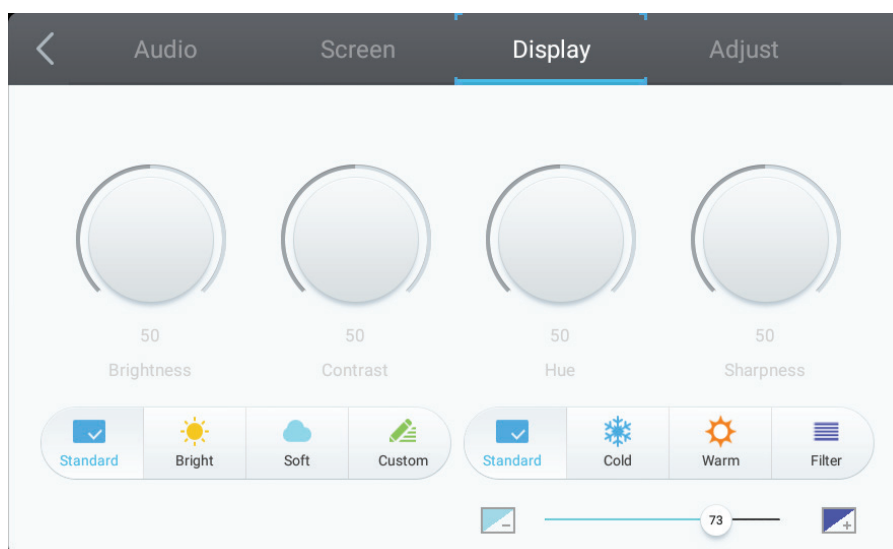 Audio Screen Display Adjust
50 50 50 50
Brightness Contrast Hue Sharpness
Standard Bright Soft Custom Standard Cold Warm Filter
73